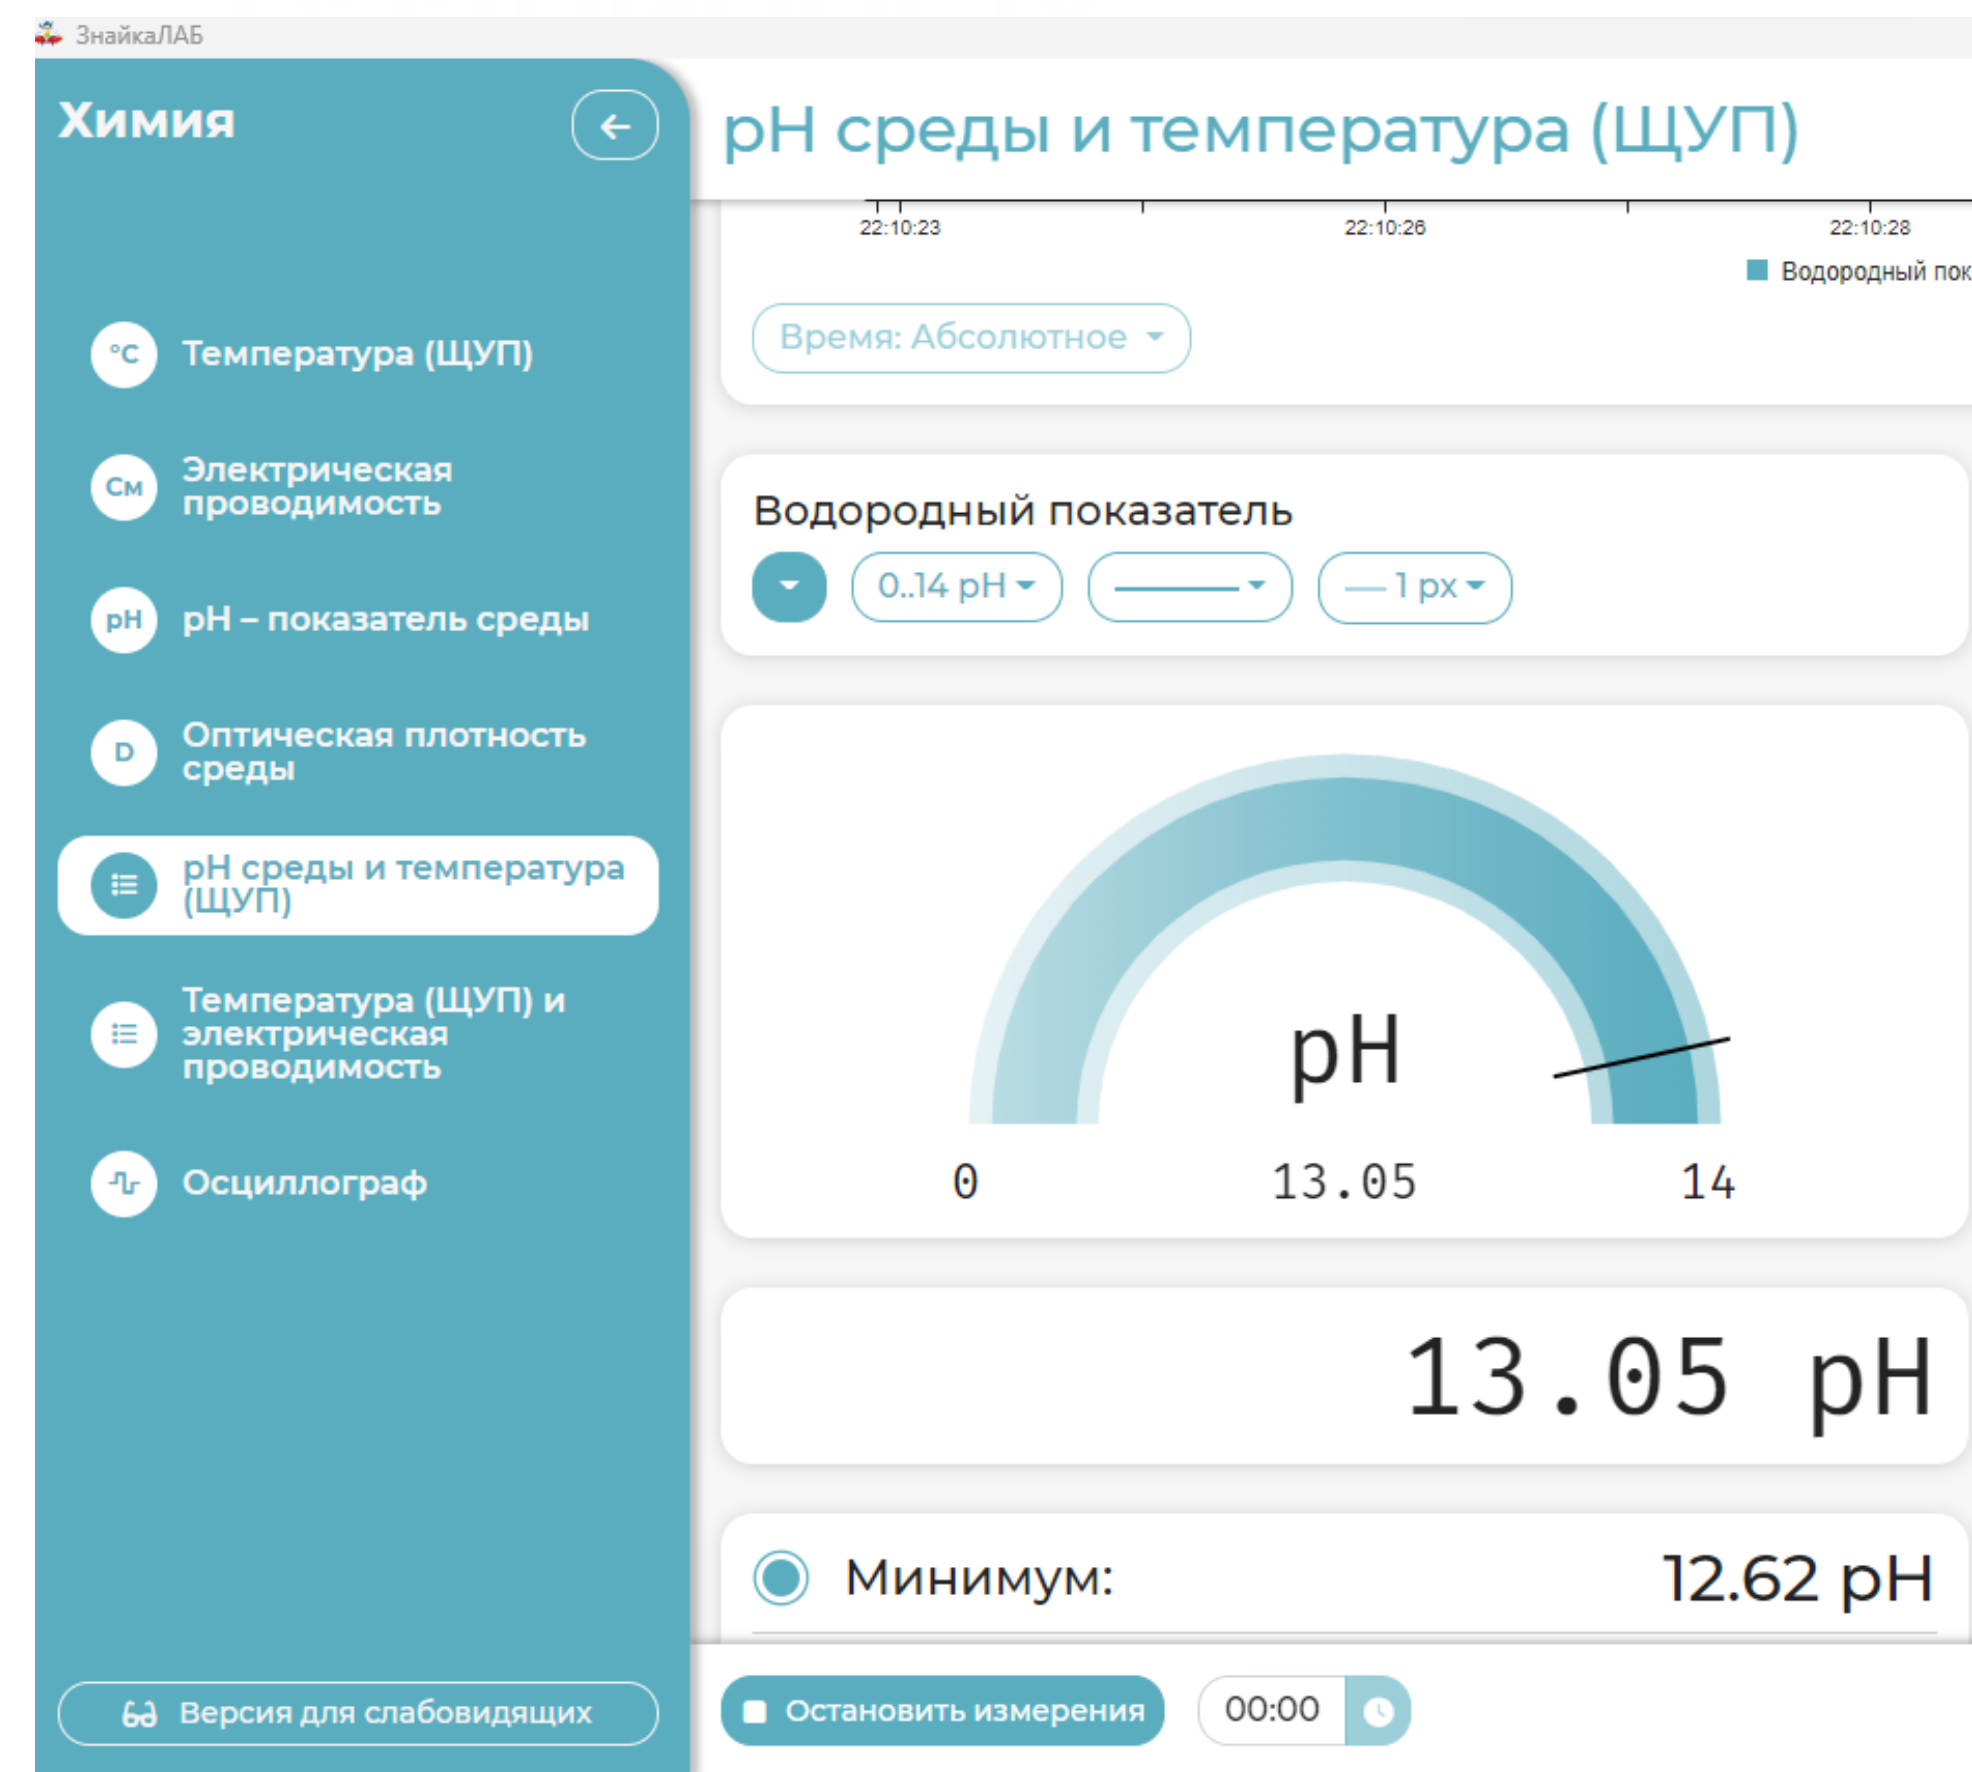 ЗнайкаЛАБ
Химия
°C
Температура (ЩУП)
См
Электрическая
проводимость
pH
pH – показатель среды
D
Оптическая плотность
среды
pH среды и температура
(ЩУП)
Температура (ЩУП) и
электрическая
проводимость
Осциллограф
Версия для слабовидящих
pH среды и температура (ЩУП)
22:10:23 22:10:26 22:10:28
Водородный пок
Время: Абсолютное
Водородный показатель
0..14 pH 1 px
pH
0 13.05 14
13.05 pH
Минимум: 12.62 pH
Остановить измерения 00:00